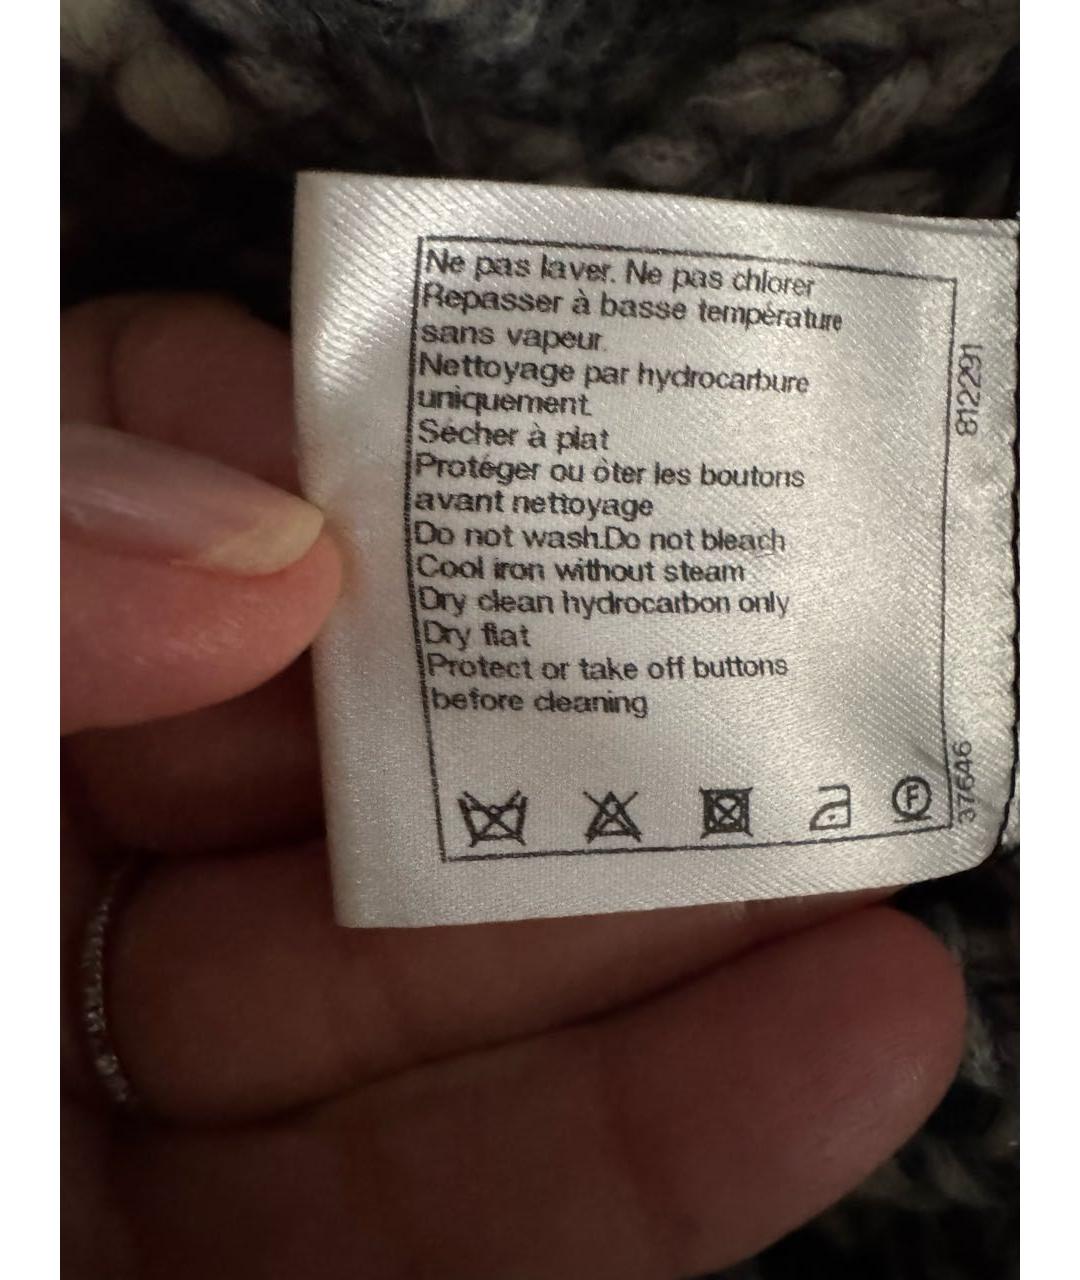 Ne pas laver. Ne pas chlorer
Repasser à basse température
sans vapeur.
Nettoyage par hydrocarbure
uniquement.
Sécher à plat
Protéger ou ôter les boutons
avant nettoyage
Do not wash.Do not bleach
Cool iron without steam
Dry clean hydrocarbon only
Dry flat
Protect or take off buttons
before cleaning
F
812291
37646